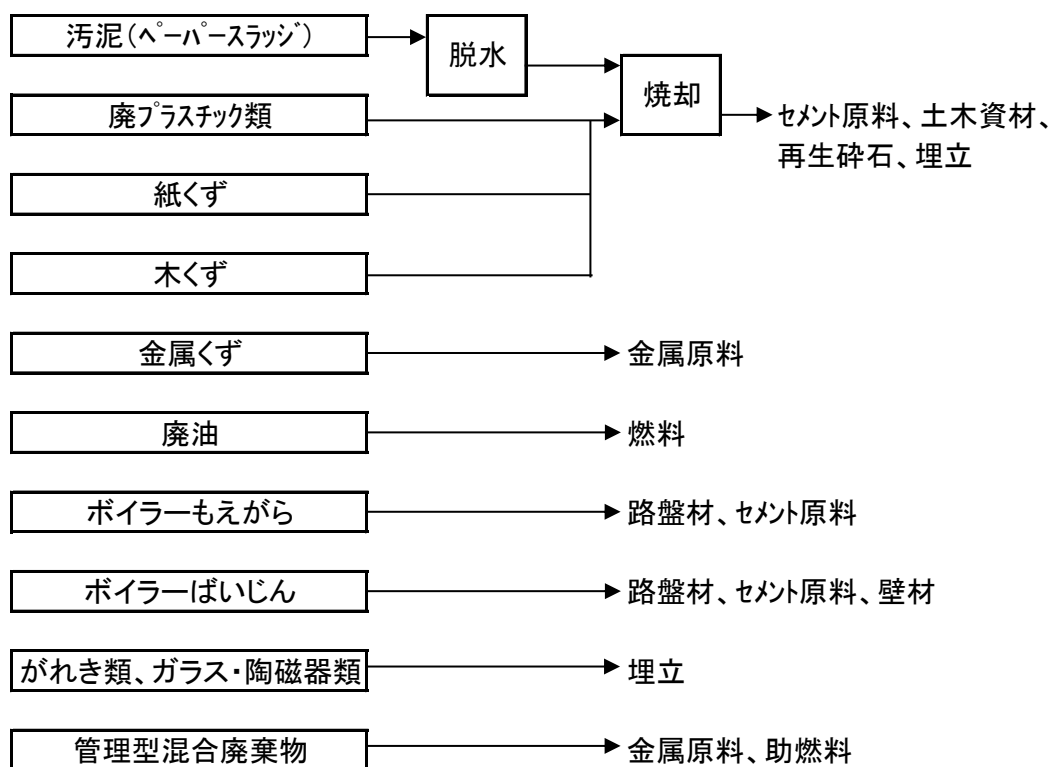 汚泥(ﾍﾟｰﾊﾟｰｽﾗｯｼﾞ)
脱水
焼却
廃ﾌﾟﾗｽﾁｯｸ類
ｾﾒﾝﾄ原料、土木資材、
再生砕石、埋立
紙くず
木くず
金属くず
金属原料
廃油
燃料
ボイラーもえがら
路盤材、ｾﾒﾝﾄ原料
ボイラーばいじん
路盤材、ｾﾒﾝﾄ原料、壁材
がれき類、ガラス・陶磁器類
埋立
管理型混合廃棄物
金属原料、助燃料